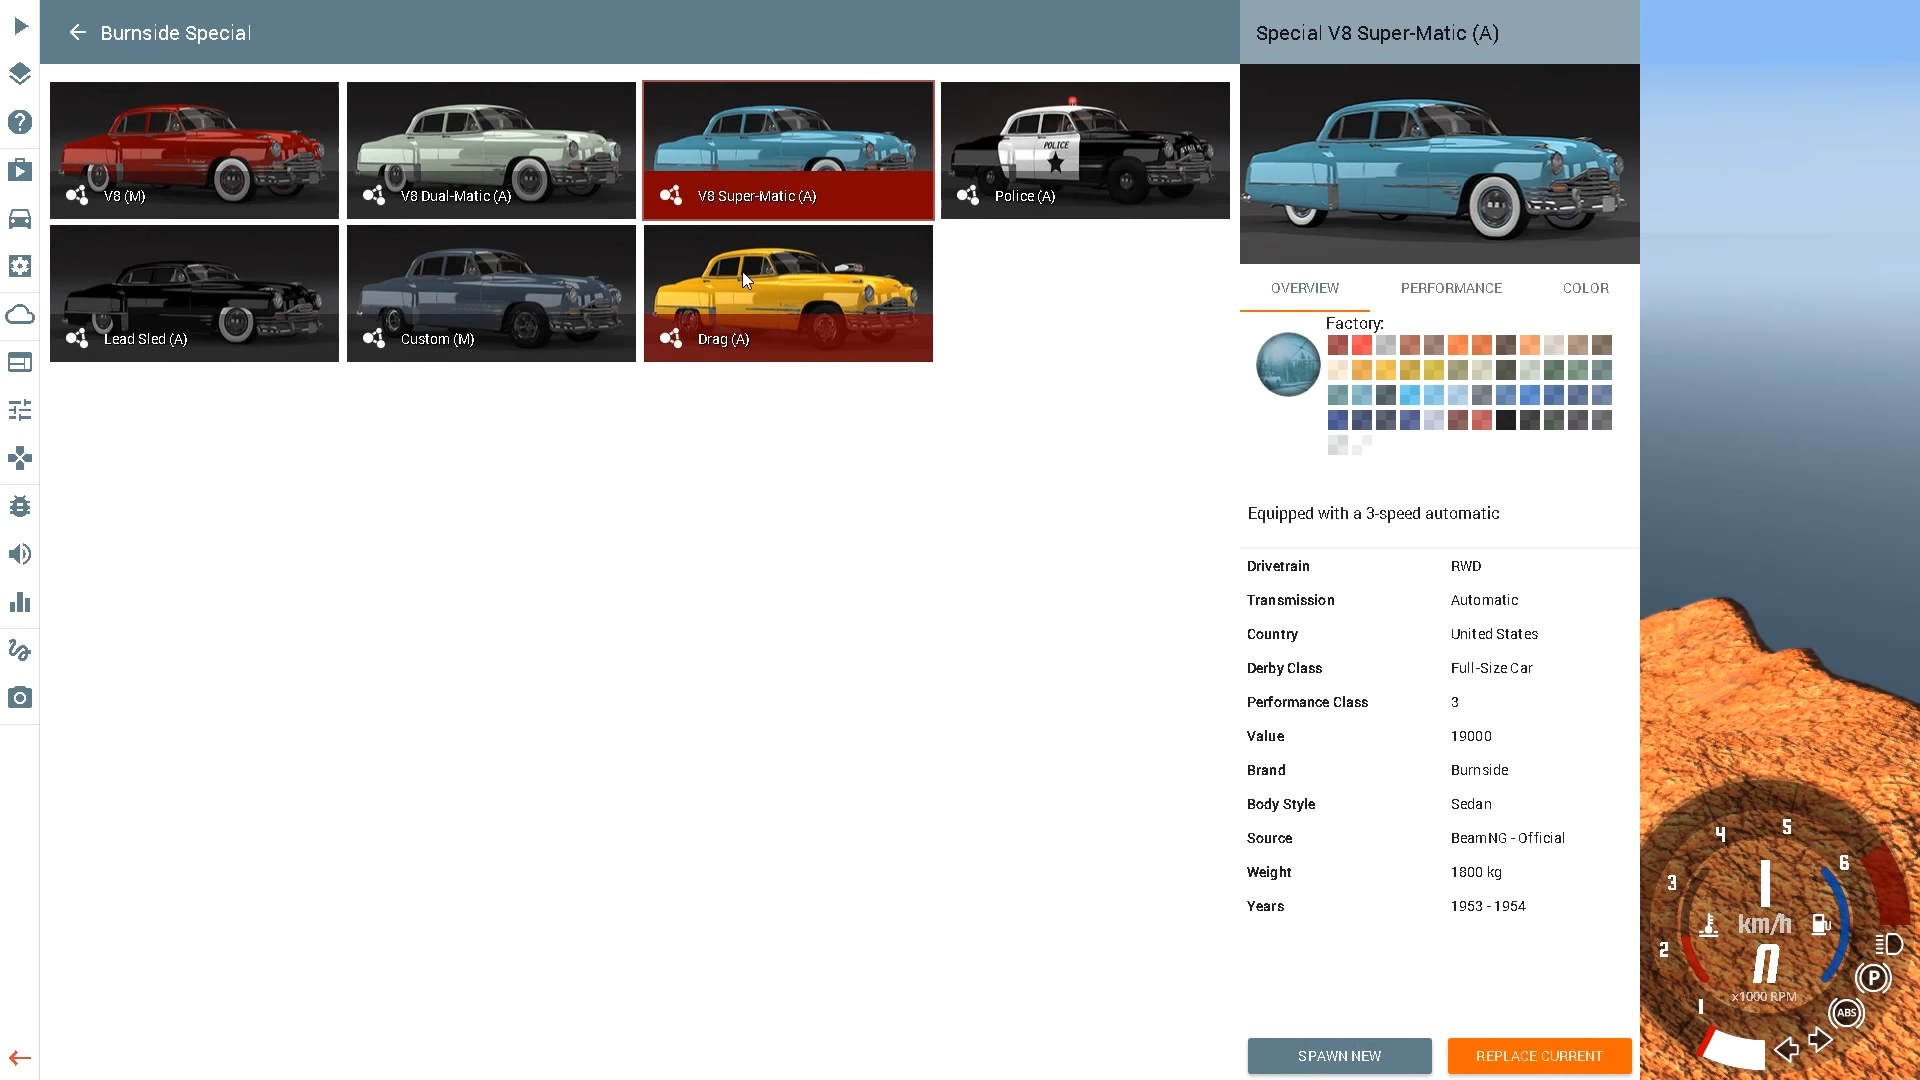 Burnside Special
Special V8 Super-Matic (A)
POLICE
V8 (M)
V8 Dual-Matic (A)
V8 Super-Matic (A)
Police (A)
Lead Sled (A)
Custom (M)
Drag (A)
OVERVIEW
PERFORMANCE
COLOR
Factory:
Equipped with a 3-speed automatic
Drivetrain RWD
Transmission Automatic
Country United States
Derby Class Full-Size Car
Performance Class 3
Value 19000
Brand Burnside
Body Style Sedan
Source BeamNG - Official
Weight 1800 kg
Years 1953 - 1954
SPAWN NEW
REPLACE CURRENT
1
2
3
4
5
6
km/h
n
x1000 RPM
P
ABS